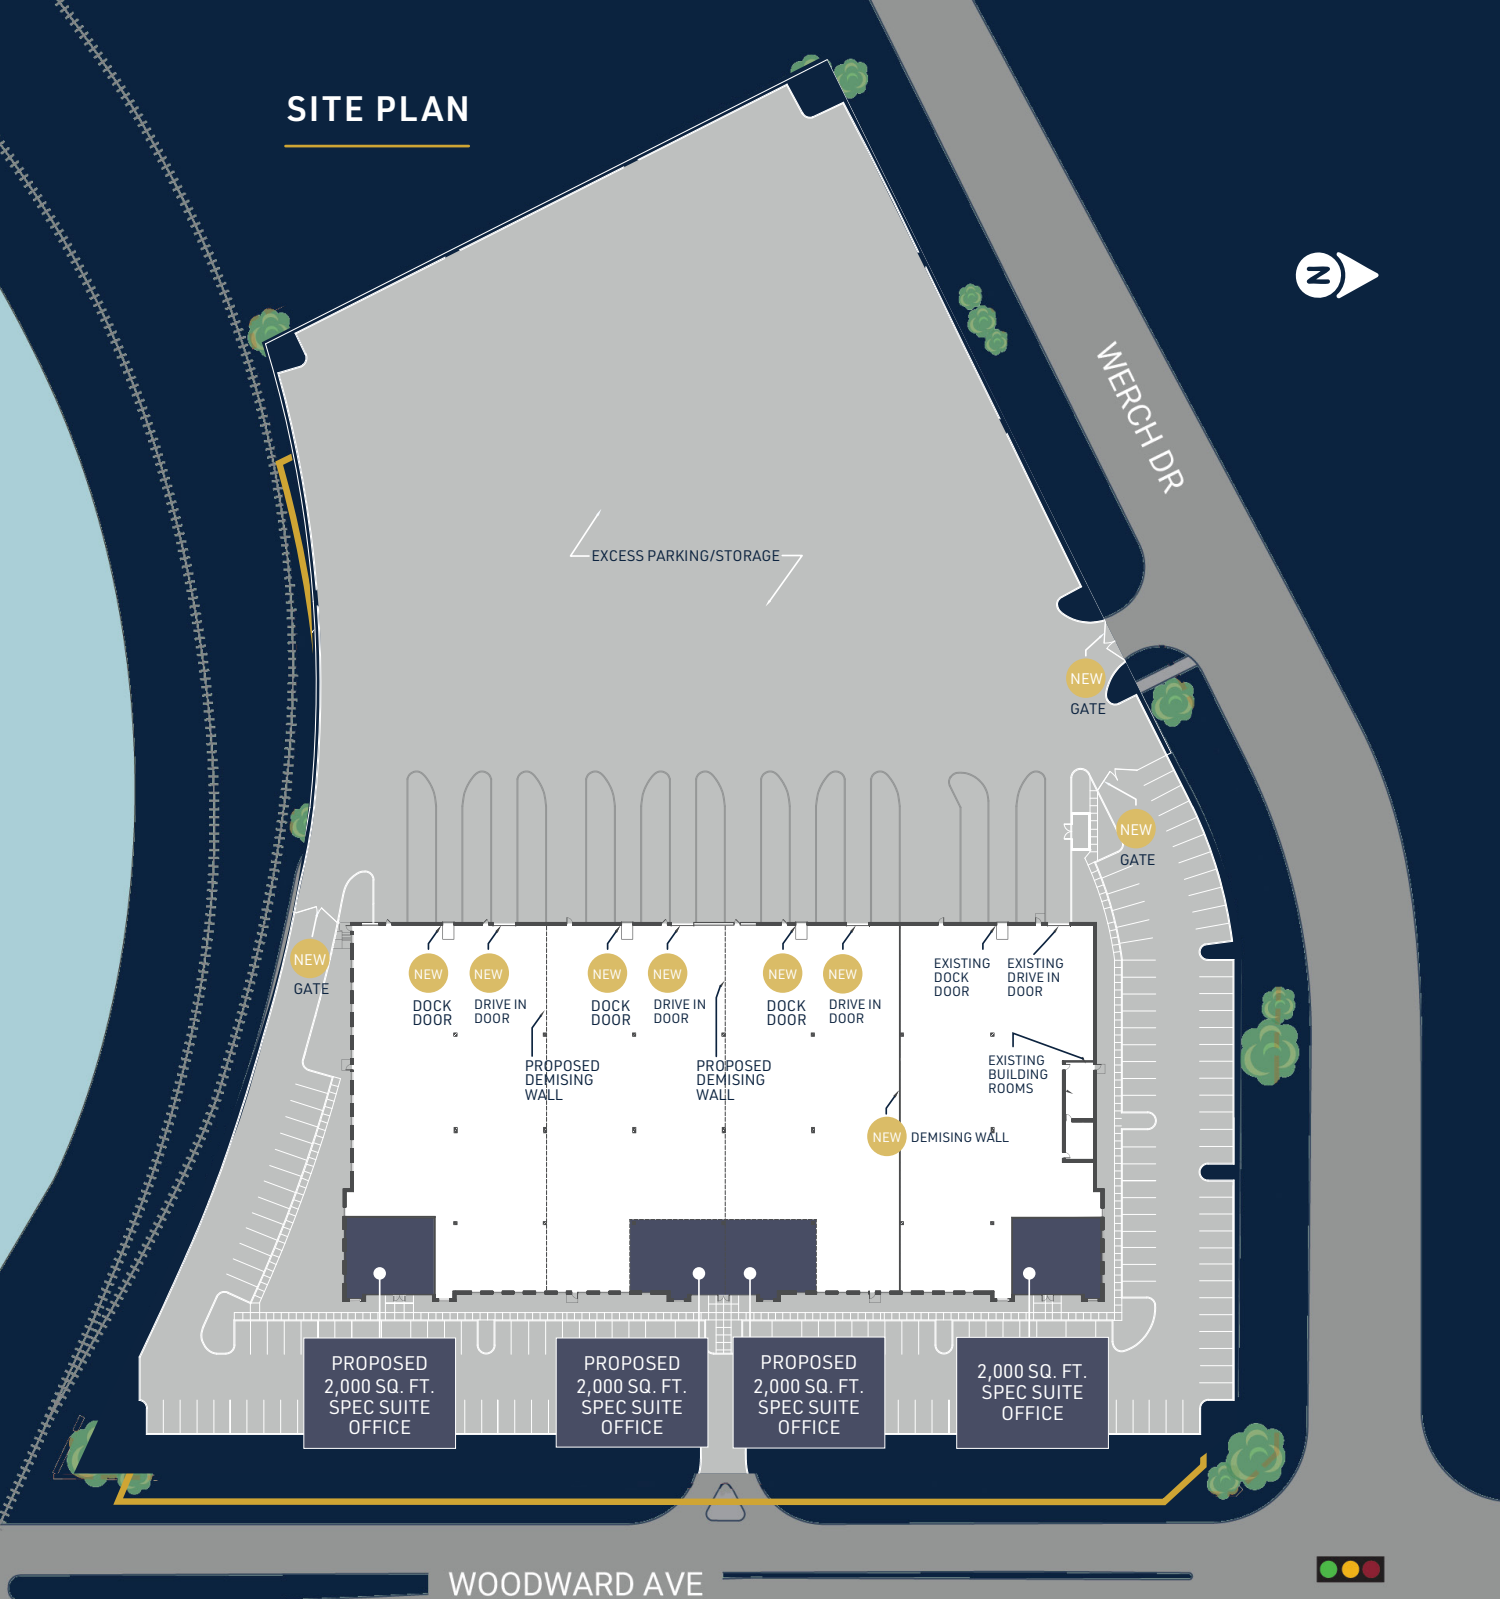 SITE PLAN
N
WERCH DR
EXCESS PARKING/STORAGE
NEW
GATE
NEW
GATE
NEW
GATE
NEW
DOCK
DOOR
NEW
DRIVE IN
DOOR
NEW
DOCK
DOOR
NEW
DRIVE IN
DOOR
NEW
DOCK
DOOR
NEW
DRIVE IN
DOOR
EXISTING
DOCK
DOOR
EXISTING
DRIVE IN
DOOR
PROPOSED
DEMISING
WALL
PROPOSED
DEMISING
WALL
EXISTING
BUILDING
ROOMS
NEW DEMISING WALL
PROPOSED
2,000 SQ. FT.
SPEC SUITE
OFFICE
PROPOSED
2,000 SQ. FT.
SPEC SUITE
OFFICE
PROPOSED
2,000 SQ. FT.
SPEC SUITE
OFFICE
2,000 SQ. FT.
SPEC SUITE
OFFICE
WOODWARD AVE